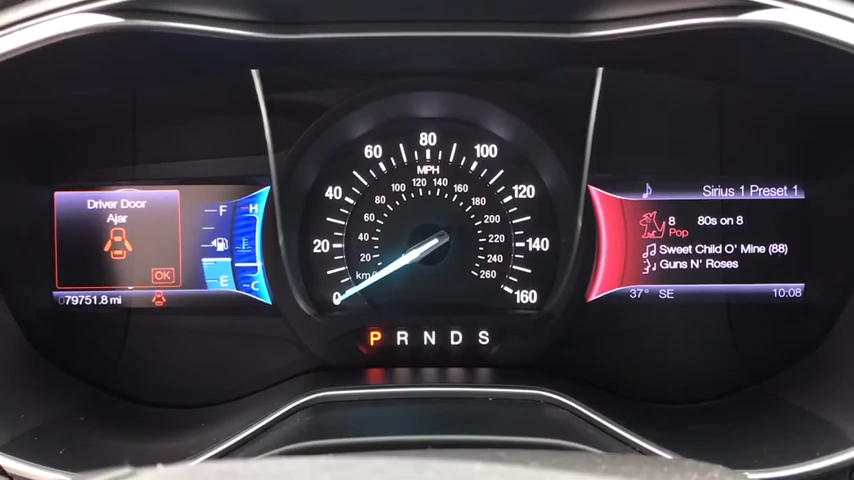 Driver Door
Ajar
OK
079751.8 mi
F
E
H
C
0
20
40
60
80
100
120
140
160
MPH
20
40
60
80
100
120
140
160
180
200
220
240
260
P R N D S
Sirius 1 Preset 1
8 80s on 8
Pop
Sweet Child O' Mine (88)
Guns N' Roses
37° SE
10:08